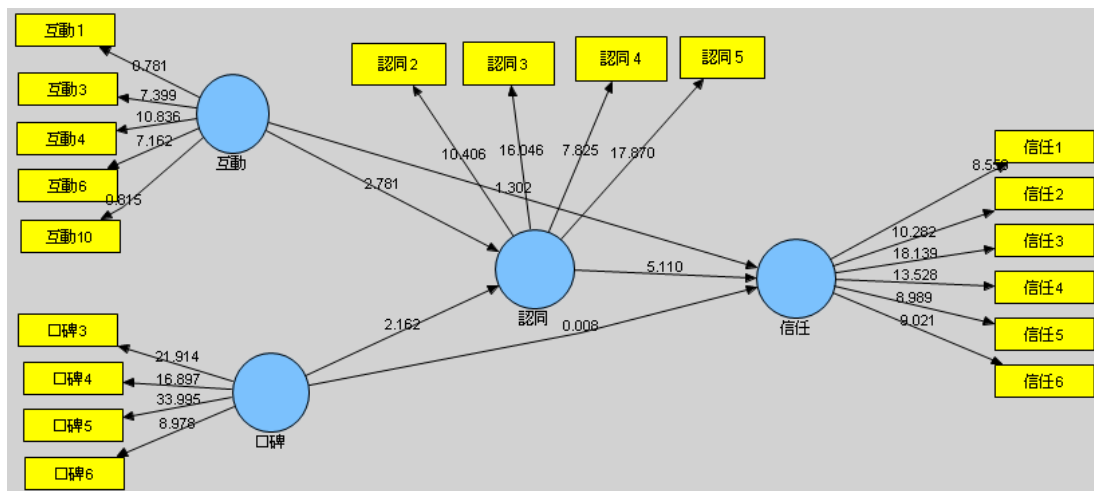 互動1
0.781
互動3
7.399
互動4
10.836
互動6
7.162
互動10
0.815
互動
認同2
認同3
認同4
認同5
10.406
16.046
7.825
17.870
2.781
1.302
認同
5.110
信任
信任1
8.558
信任2
10.282
信任3
18.139
信任4
13.528
信任5
8.989
信任6
9.021
2.162
0.008
口碑3
21.914
口碑4
16.897
口碑5
33.995
口碑6
8.978
口碑